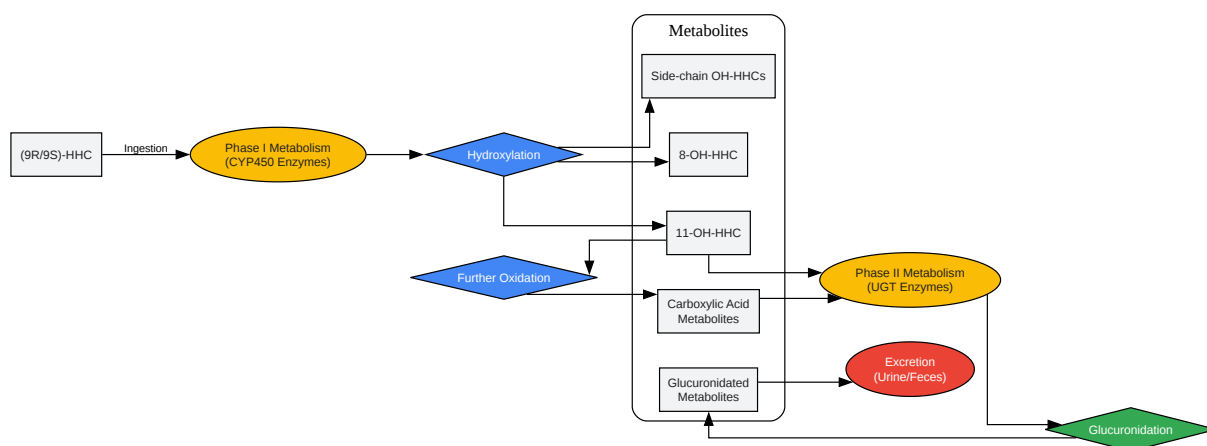 Metabolites
Side-chain OH-HHCs
(9R/9S)-HHC
Ingestion
Phase I Metabolism
(CYP450 Enzymes)
Hydroxylation
8-OH-HHC
11-OH-HHC
Further Oxidation
Phase II Metabolism
(UGT Enzymes)
Carboxylic Acid
Metabolites
Excretion
(Urine/Feces)
Glucuronidated
Metabolites
Glucuronidation